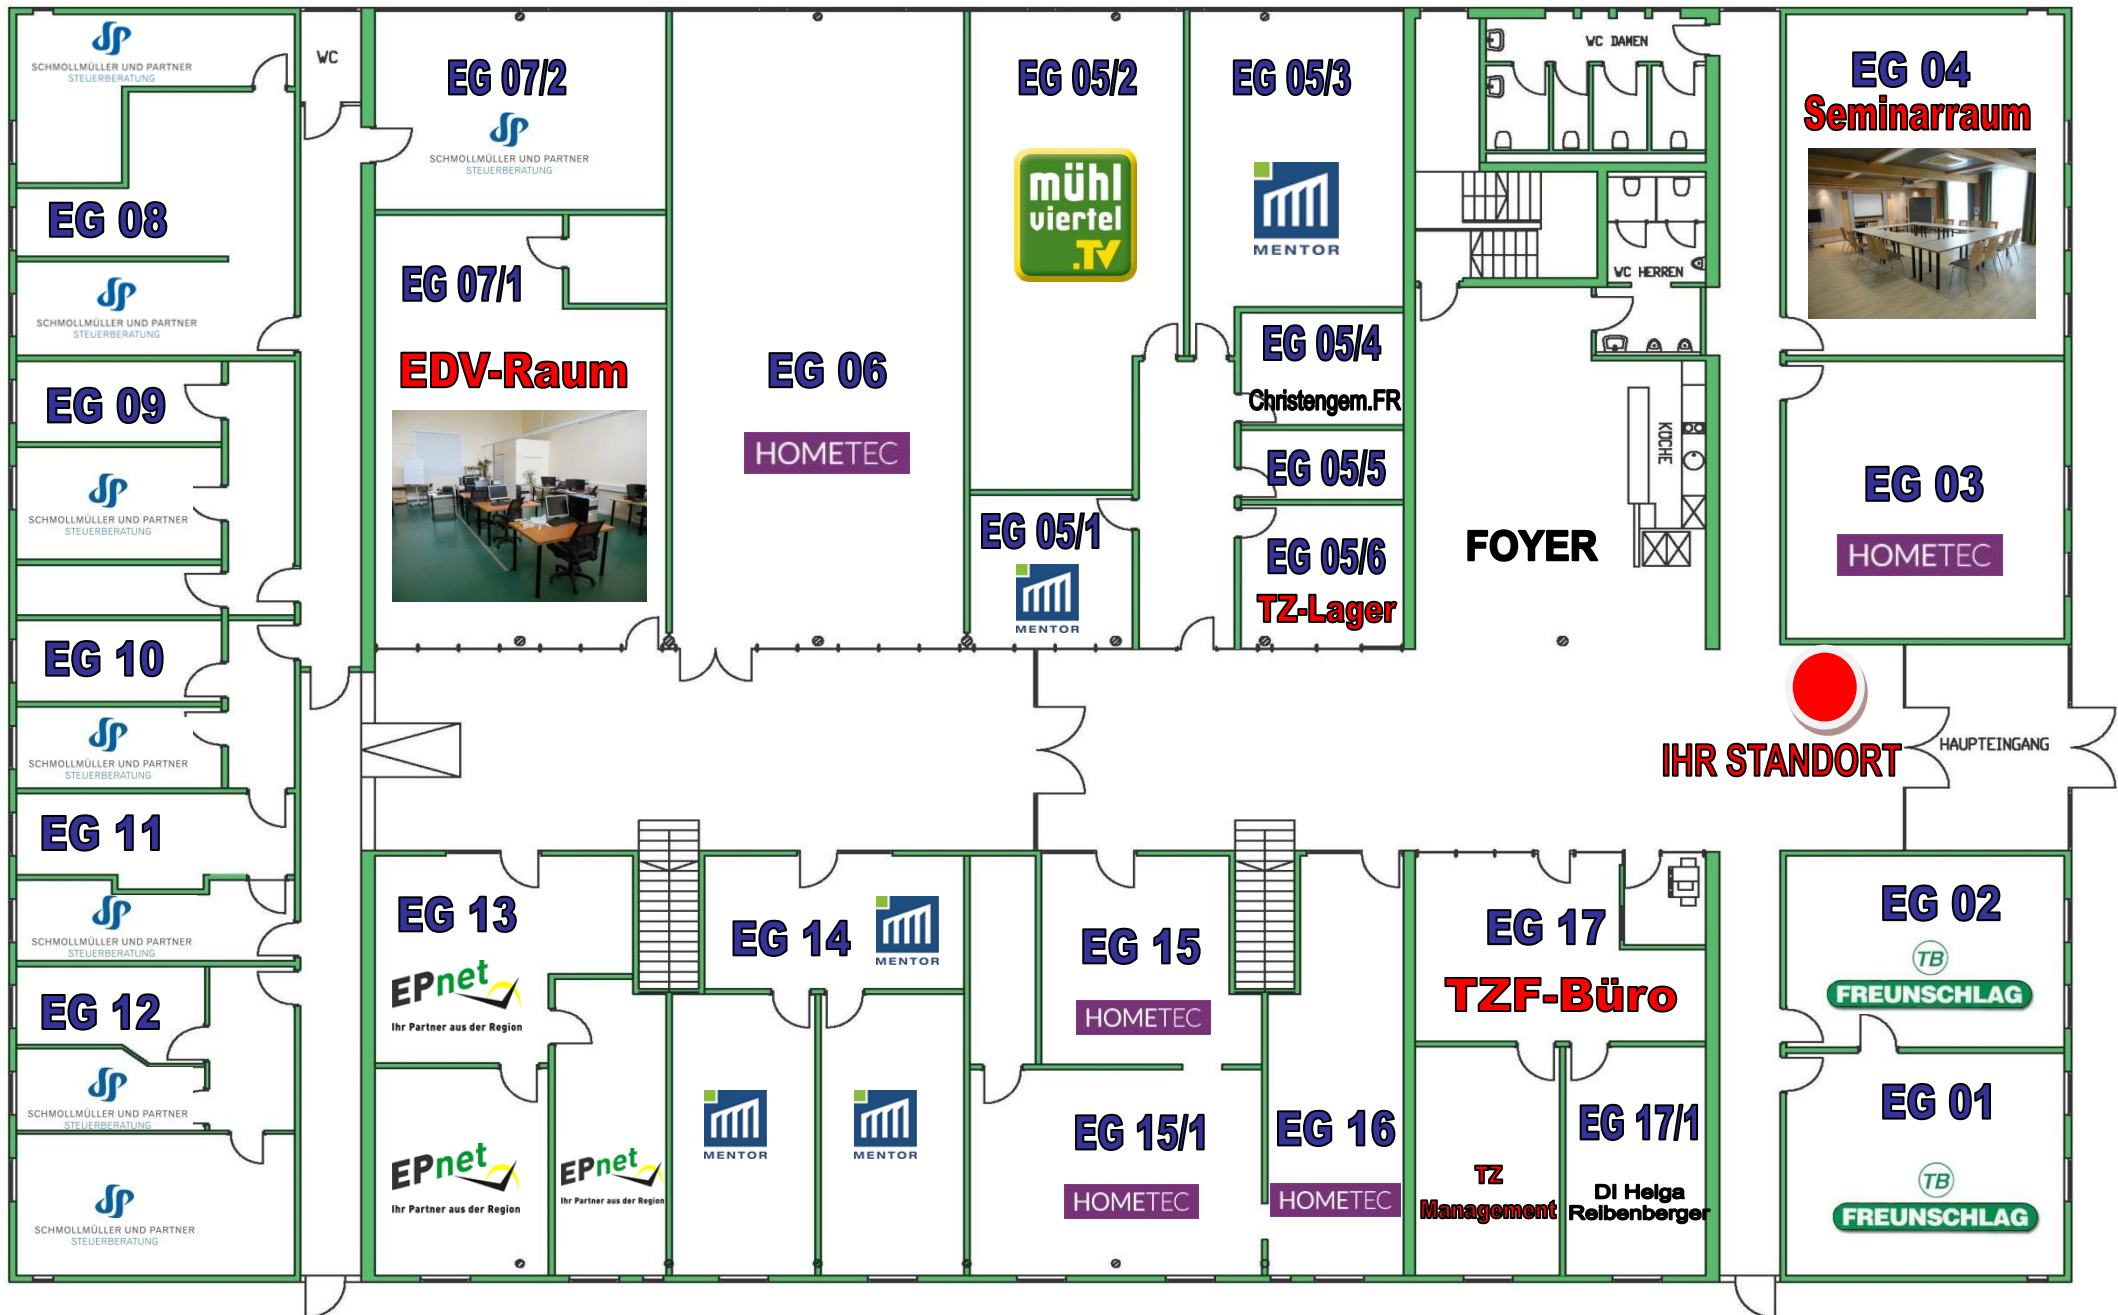 SCHMOLLMÜLLER UND PARTNER
STEUERBERATUNG
WC
EG 07/2
SCHMOLLMÜLLER UND PARTNER
STEUERBERATUNG
EG 05/2
mühl
viertel
.TV
EG 05/3
MENTOR
WC DAMEN
EG 04
Seminarraum
EG 08
SCHMOLLMÜLLER UND PARTNER
STEUERBERATUNG
EG 07/1
EDV-Raum
EG 06
HOMETEC
WC HERREN
EG 05/4
Christengem.FR
EG 05/5
EG 05/6
TZ-Lager
EG 05/1
MENTOR
FOYER
KÜCHE
EG 03
HOMETEC
EG 09
SCHMOLLMÜLLER UND PARTNER
STEUERBERATUNG
EG 10
SCHMOLLMÜLLER UND PARTNER
STEUERBERATUNG
IHR STANDORT
HAUPTEINGANG
EG 11
SCHMOLLMÜLLER UND PARTNER
STEUERBERATUNG
EG 13
EPnet
Ihr Partner aus der Region
EG 14
MENTOR
EG 15
HOMETEC
EG 17
TZF-Büro
EG 02
TB
FREUNSCHLAG
EG 12
SCHMOLLMÜLLER UND PARTNER
STEUERBERATUNG
SCHMOLLMÜLLER UND PARTNER
STEUERBERATUNG
EPnet
Ihr Partner aus der Region
EPnet
Ihr Partner aus der Region
MENTOR
MENTOR
EG 15/1
HOMETEC
EG 16
HOMETEC
TZ
Management
EG 17/1
DI Helga
Reibenberger
EG 01
TB
FREUNSCHLAG